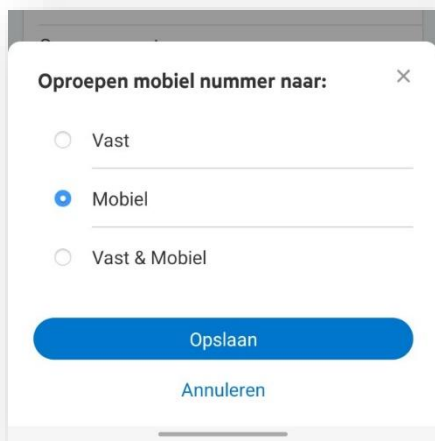 Oproepen mobiel nummer naar:
Vast
Mobiel
Vast & Mobiel
Opslaan
Annuleren